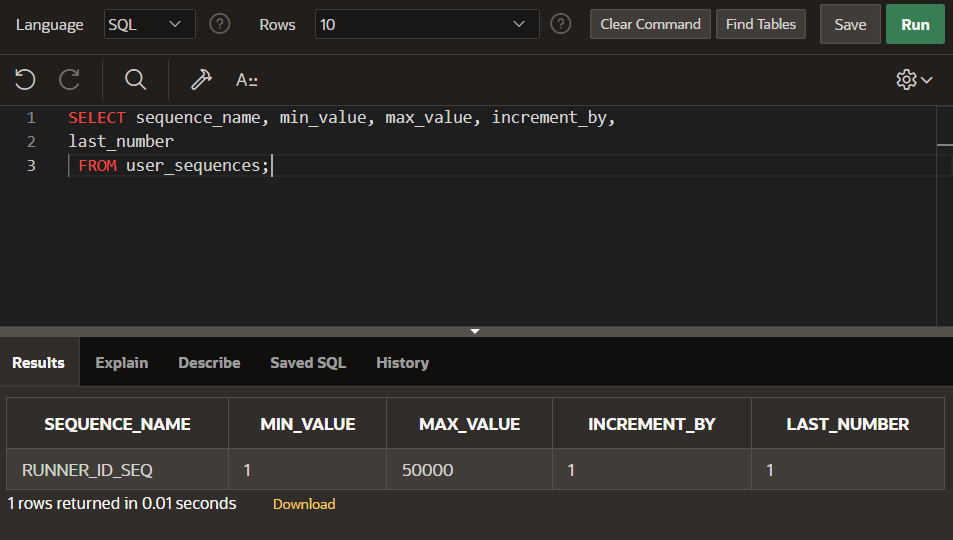 Language SQL ? Rows 10 ? Clear Command Find Tables Save Run
A::
1 SELECT sequence_name, min_value, max_value, increment_by,
2 last_number
3 FROM user_sequences;
Results Explain Describe Saved SQL History
SEQUENCE_NAME MIN_VALUE MAX_VALUE INCREMENT_BY LAST_NUMBER
RUNNER_ID_SEQ 1 50000 1 1
1 rows returned in 0.01 seconds Download